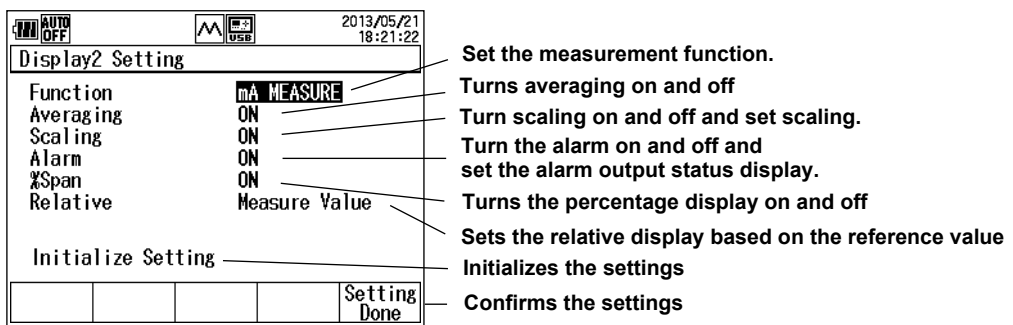 AUTO OFF USB 2013/05/21 18:21:22
Display2 Setting
Function mA MEASURE
Averaging ON
Scaling ON
Alarm ON
%Span ON
Relative Measure Value
Initialize Setting
Setting Done
Set the measurement function.
Turns averaging on and off
Turn scaling on and off and set scaling.
Turn the alarm on and off and
set the alarm output status display.
Turns the percentage display on and off
Sets the relative display based on the reference value
Initializes the settings
Confirms the settings